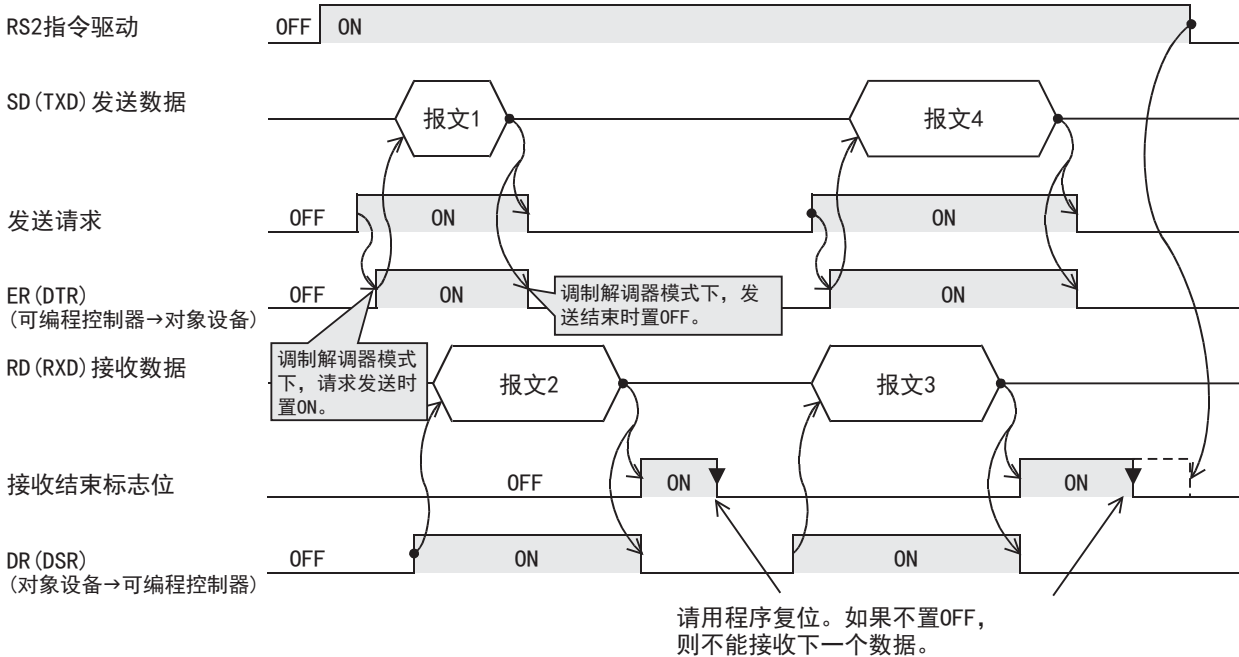 RS2指令驱动
OFF
ON
SD(TXD)发送数据
报文1
报文4
发送请求
OFF
ON
ON
ER(DTR)
(可编程控制器→对象设备)
OFF
ON
调制解调器模式下，发
送结束时置OFF。
ON
调制解调器模式
下，请求发送时
置ON。
RD(RXD)接收数据
报文2
报文3
接收结束标志位
OFF
ON
ON
DR(DSR)
(对象设备→可编程控制器)
OFF
ON
ON
请用程序复位。如果不置OFF，
则不能接收下一个数据。